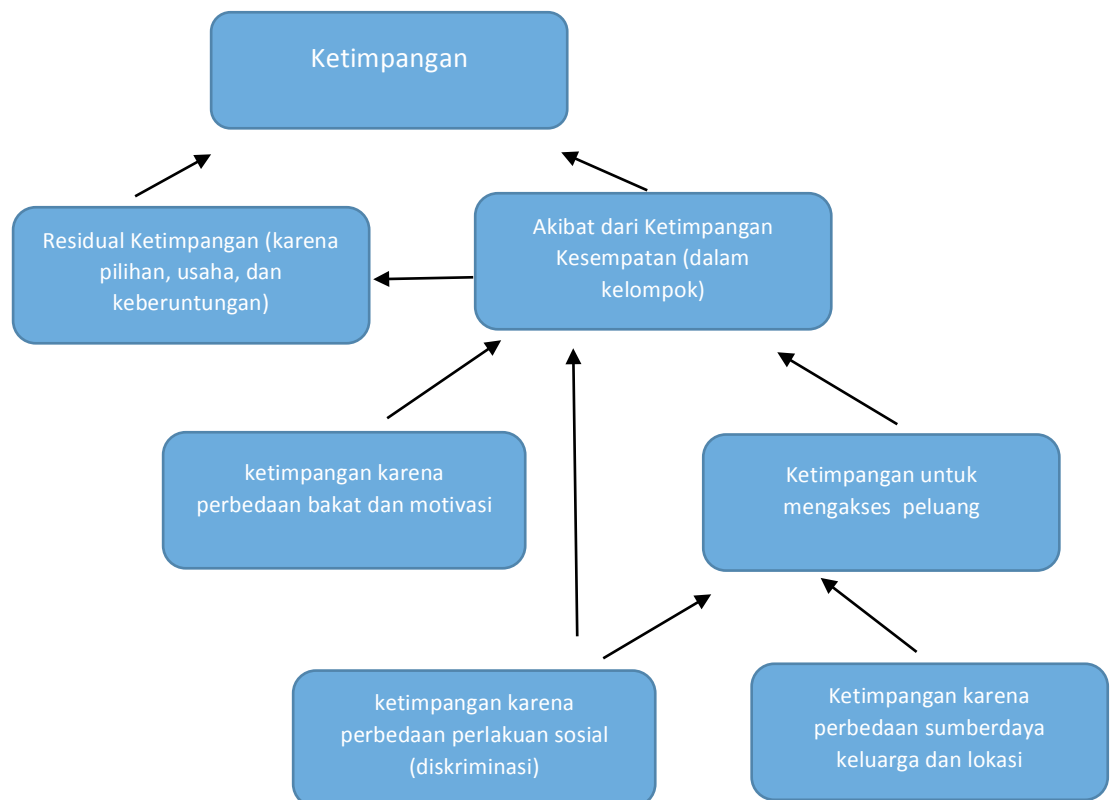 Ketimpangan
Residual Ketimpangan (karena
pilihan, usaha, dan
keberuntungan)
Akibat dari Ketimpangan
Kesempatan (dalam
kelompok)
ketimpangan karena
perbedaan bakat dan motivasi
Ketimpangan untuk
mengakses peluang
ketimpangan karena
perbedaan perlakuan sosial
(diskriminasi)
Ketimpangan karena
perbedaan sumberdaya
keluarga dan lokasi